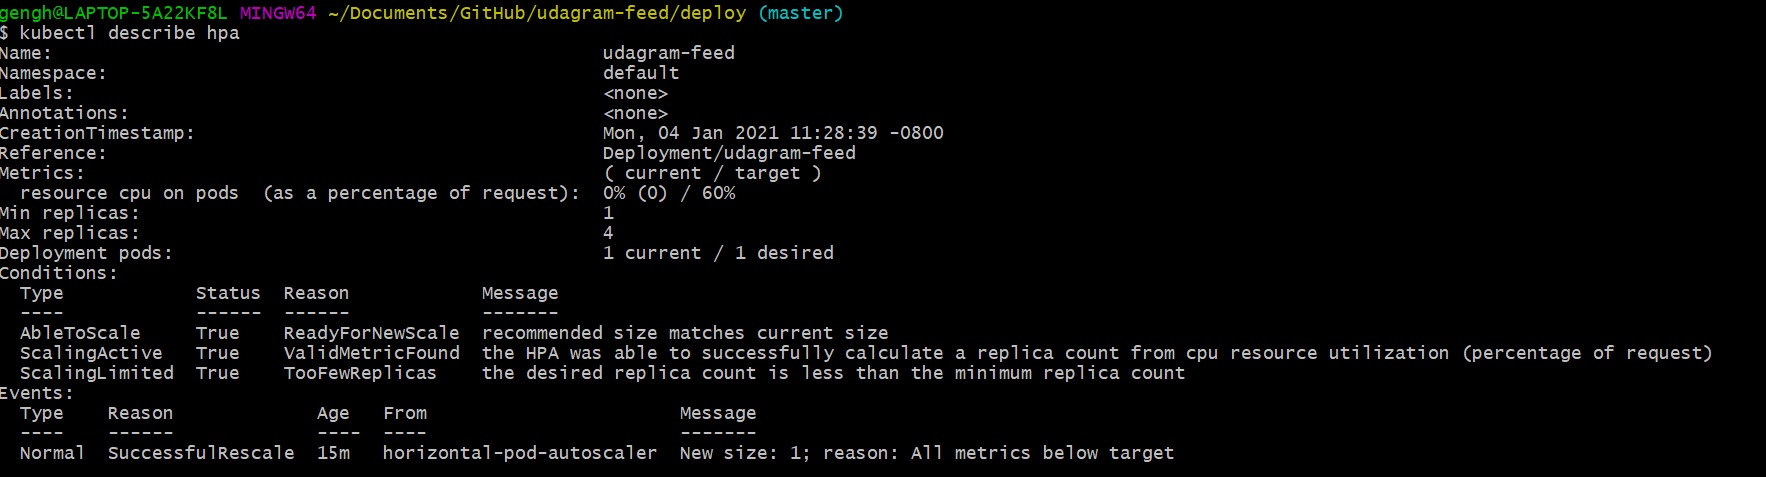 gengh@LAPTOP-5A22KF8L MINGW64 ~/Documents/GitHub/udagram-feed/deploy (master)
$ kubectl describe hpa
Name:                                                  udagram-feed
Namespace:                                             default
Labels:                                                <none>
Annotations:                                           <none>
CreationTimestamp:                                     Mon, 04 Jan 2021 11:28:39 -0800
Reference:                                             Deployment/udagram-feed
Metrics:                                               ( current / target )
  resource cpu on pods  (as a percentage of request):  0% (0) / 60%
Min replicas:                                          1
Max replicas:                                          4
Deployment pods:                                       1 current / 1 desired
Conditions:
  Type            Status  Reason            Message
  ----            ------  ------            -------
  AbleToScale     True    ReadyForNewScale  recommended size matches current size
  ScalingActive   True    ValidMetricFound  the HPA was able to successfully calculate a replica count from cpu resource utilization (percentage of request)
  ScalingLimited  True    TooFewReplicas    the desired replica count is less than the minimum replica count
Events:
  Type    Reason             Age   From                       Message
  ----    ------             ----  ----                       -------
  Normal  SuccessfulRescale  15m   horizontal-pod-autoscaler  New size: 1; reason: All metrics below target